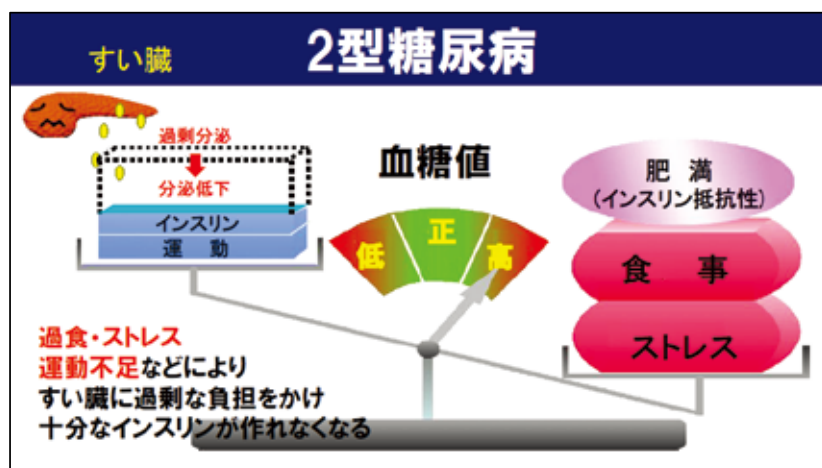 すい臓
2型糖尿病
過剰分泌
分泌低下
インスリン
運 動
血糖値
低
正
高
肥 満
(インスリン抵抗性)
食 事
ストレス
過食・ストレス
運動不足などにより
すい臓に過剰な負担をかけ
十分なインスリンが作れなくなる